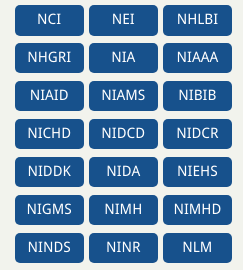 NCI NEI NHLBI
NHGRI NIA NIAAA
NIAID NIAMS NIBIB
NICHD NIDCD NIDCR
NIDDK NIDA NIEHS
NIGMS NIMH NIMHD
NINDS NINR NLM